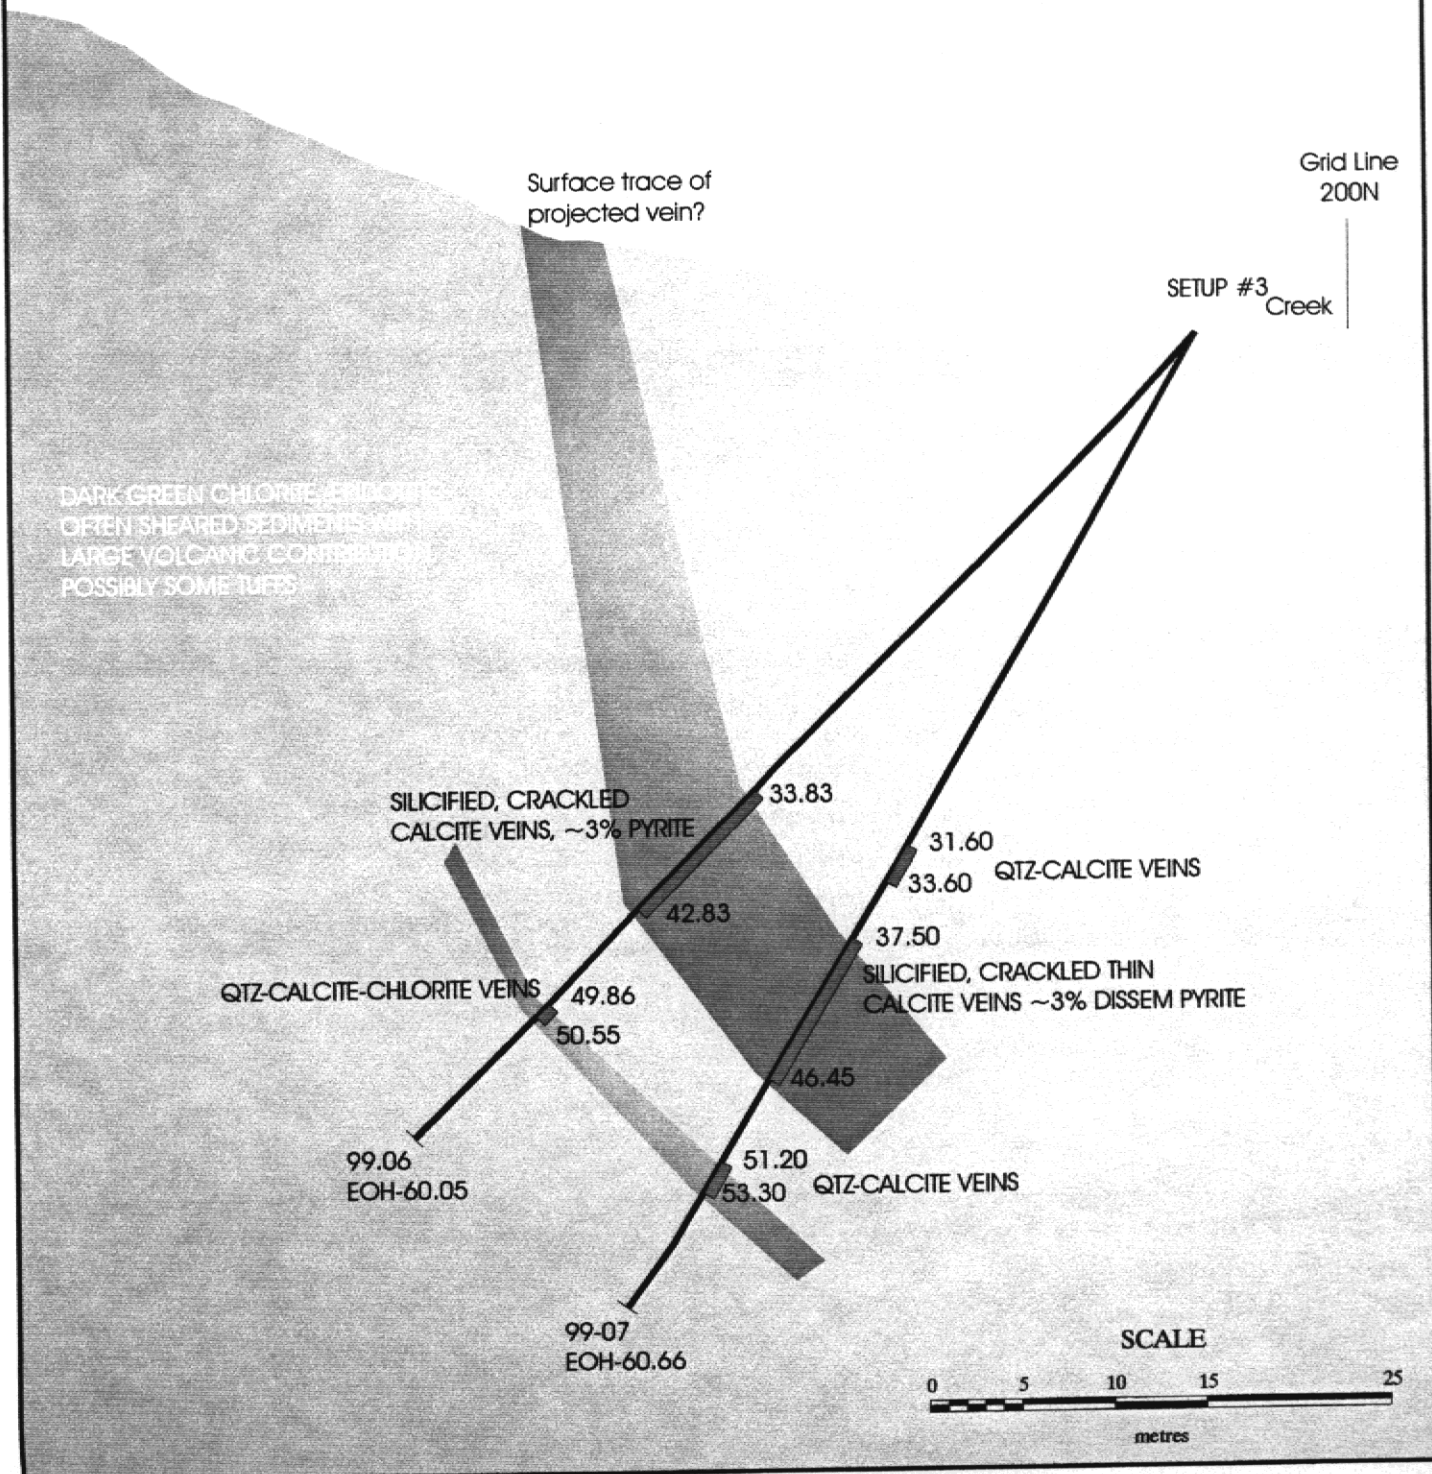 Surface trace of
projected vein?
Grid Line
200N
SETUP #3
Creek
DARK GREEN CHLORITE
OFTEN SHEARED SEDIMENTS
LARGE VOLCANIC
POSSIBLY SOME TUFFS
SILICIFIED, CRACKLED
CALCITE VEINS, ~3% PYRITE
33.83
42.83
31.60
33.60
QTZ-CALCITE VEINS
37.50
SILICIFIED, CRACKLED THIN
CALCITE VEINS ~3% DISSEM PYRITE
46.45
QTZ-CALCITE-CHLORITE VEINS
49.86
50.55
51.20
53.30
QTZ-CALCITE VEINS
99.06
EOH-60.05
99-07
EOH-60.66
SCALE
0 5 10 15 25
metres